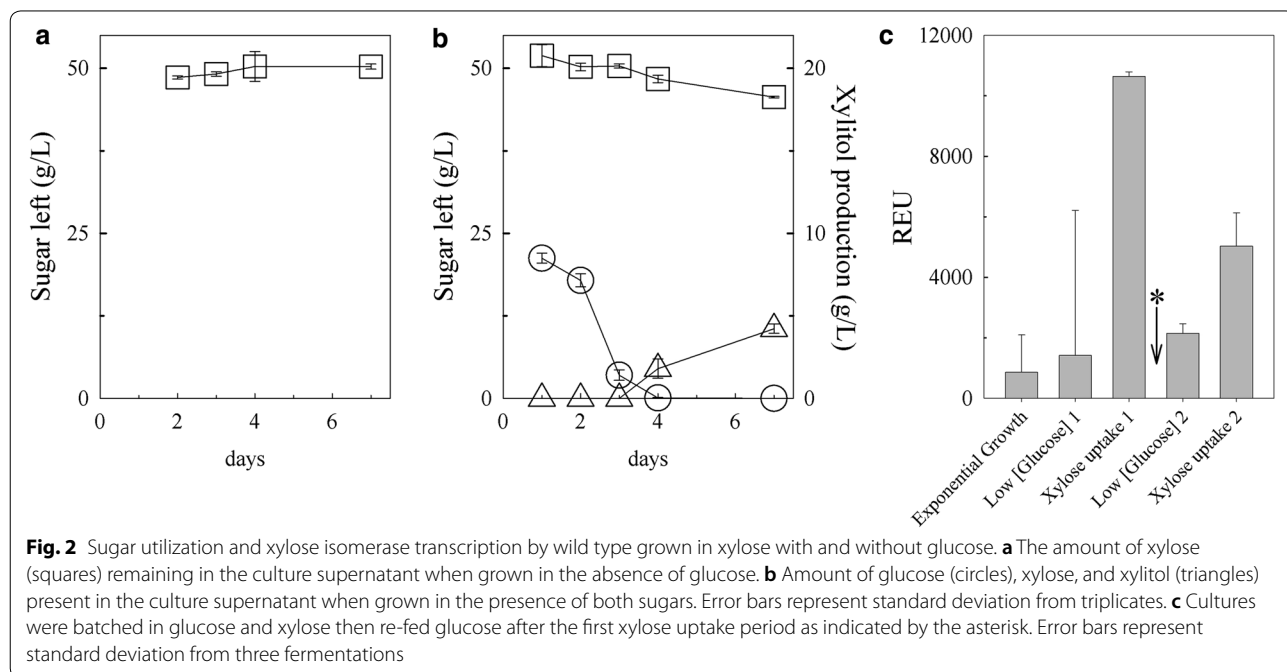 a
50
25
0
Sugar left (g/L)
0
2
4
6
days
b
50
25
0
Sugar left (g/L)
20
10
0
Xylitol production (g/L)
0
2
4
6
days
c
12000
8000
4000
0
REU
*
Exponential Growth
Low [Glucose] 1
Xylose uptake 1
Low [Glucose] 2
Xylose uptake 2
Fig. 2 Sugar utilization and xylose isomerase transcription by wild type grown in xylose with and without glucose. a The amount of xylose
(squares) remaining in the culture supernatant when grown in the absence of glucose. b Amount of glucose (circles), xylose, and xylitol (triangles)
present in the culture supernatant when grown in the presence of both sugars. Error bars represent standard deviation from triplicates. c Cultures
were batched in glucose and xylose then re-fed glucose after the first xylose uptake period as indicated by the asterisk. Error bars represent
standard deviation from three fermentations